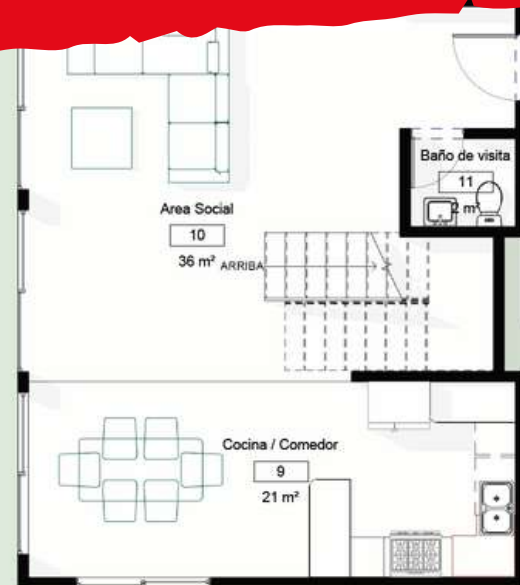 Baño de visita
11
2 m²
Area Social
10
36 m²
ARRIBA
Cocina / Comedor
9
21 m²